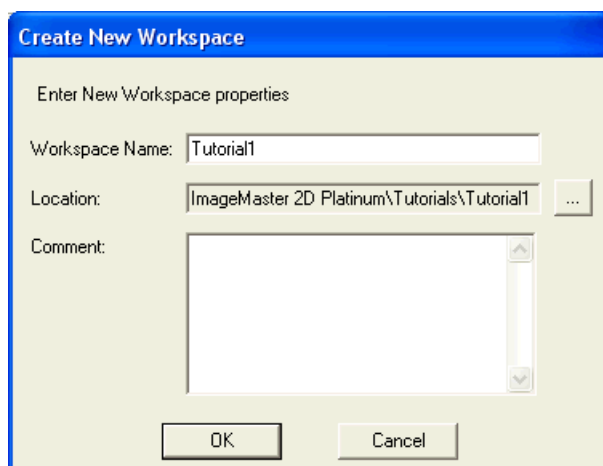 Create New Workspace
Enter New Workspace properties
Workspace Name: Tutorial1
Location: ImageMaster 2D Platinum\Tutorials\Tutorial1 ...
Comment:
OK Cancel